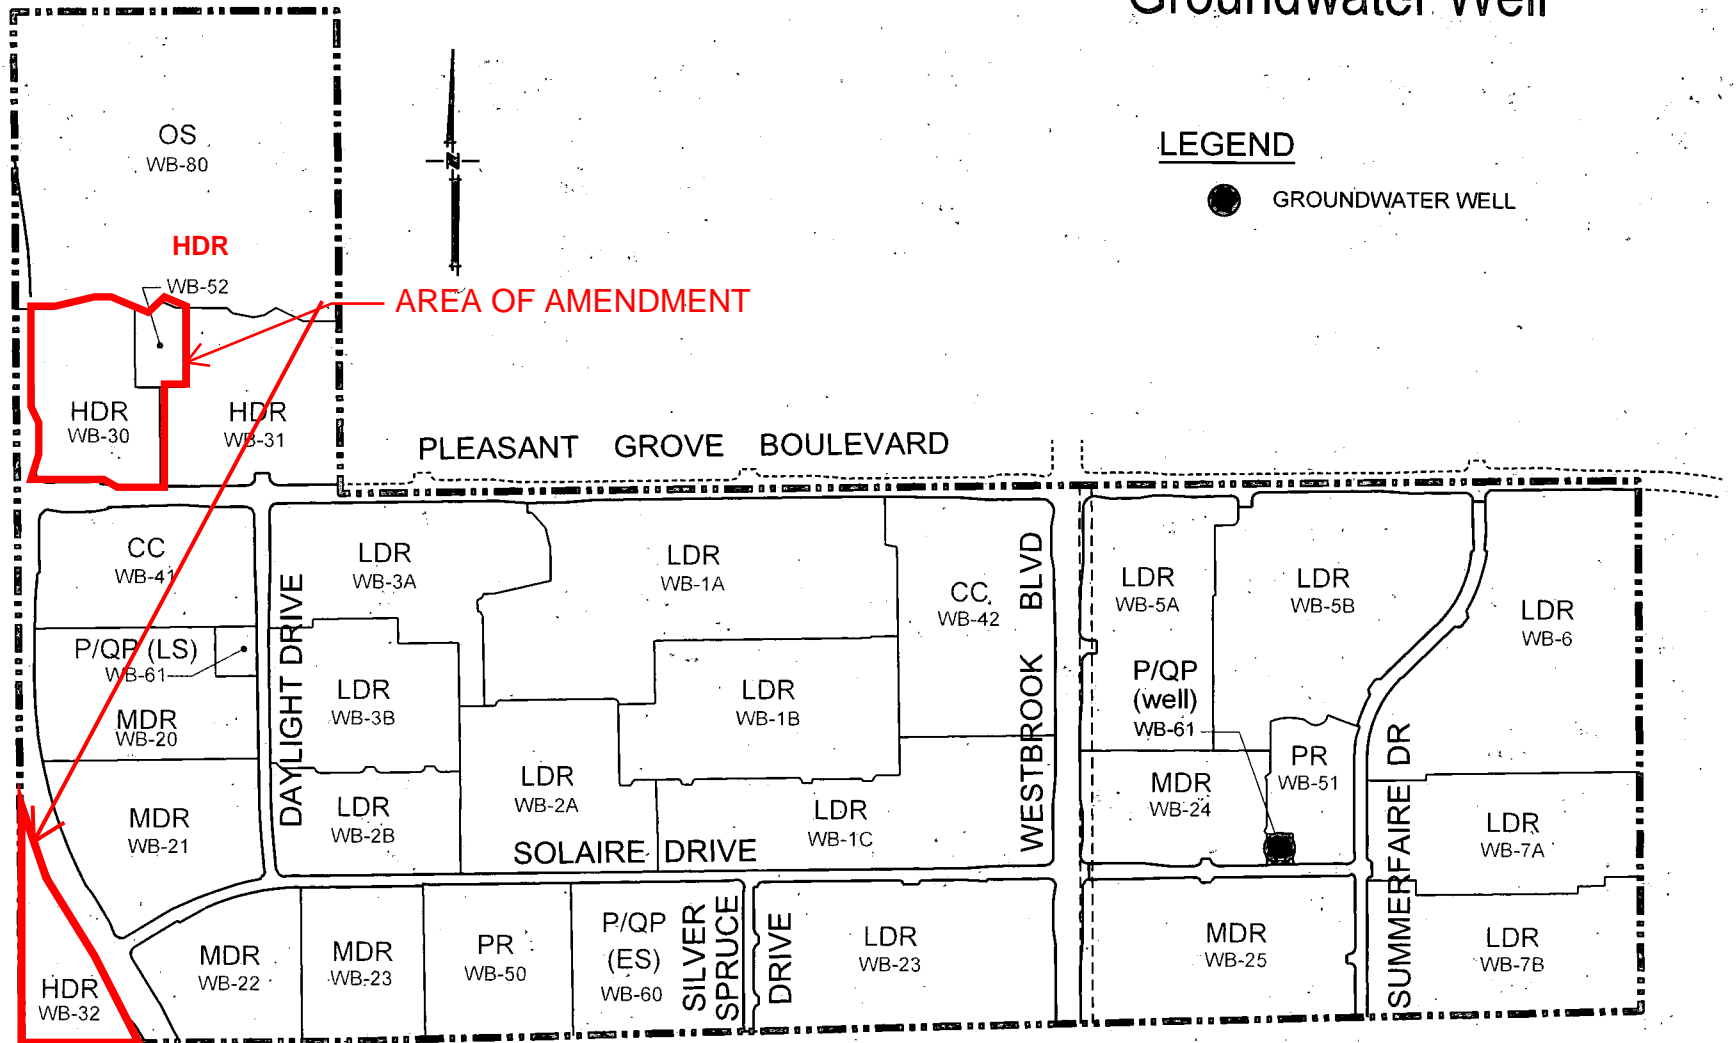 Groundwater Well
LEGEND
GROUNDWATER WELL
OS
WB-80
HDR
WB-52
AREA OF AMENDMENT
HDR
WB-30
HDR
WB-31
PLEASANT GROVE BOULEVARD
CC
WB-41
P/QP (LS)
WB-61
MDR
WB-20
MDR
WB-21
DAYLIGHT DRIVE
LDR
WB-3A
LDR
WB-3B
LDR
WB-2B
LDR
WB-1A
LDR
WB-1B
LDR
WB-2A
LDR
WB-1C
CC
WB-42
WESTBROOK BLVD
LDR
WB-5A
LDR
WB-5B
LDR
WB-6
P/QP
(well)
WB-61
MDR
WB-24
PR
WB-51
SUMMERFAIRE DR
LDR
WB-7A
LDR
WB-7B
SOLAIRE DRIVE
HDR
WB-32
MDR
WB-22
MDR
WB-23
PR
WB-50
P/QP
(ES)
WB-60
SILVER
SPRUCE
DRIVE
LDR
WB-23
MDR
WB-25
N